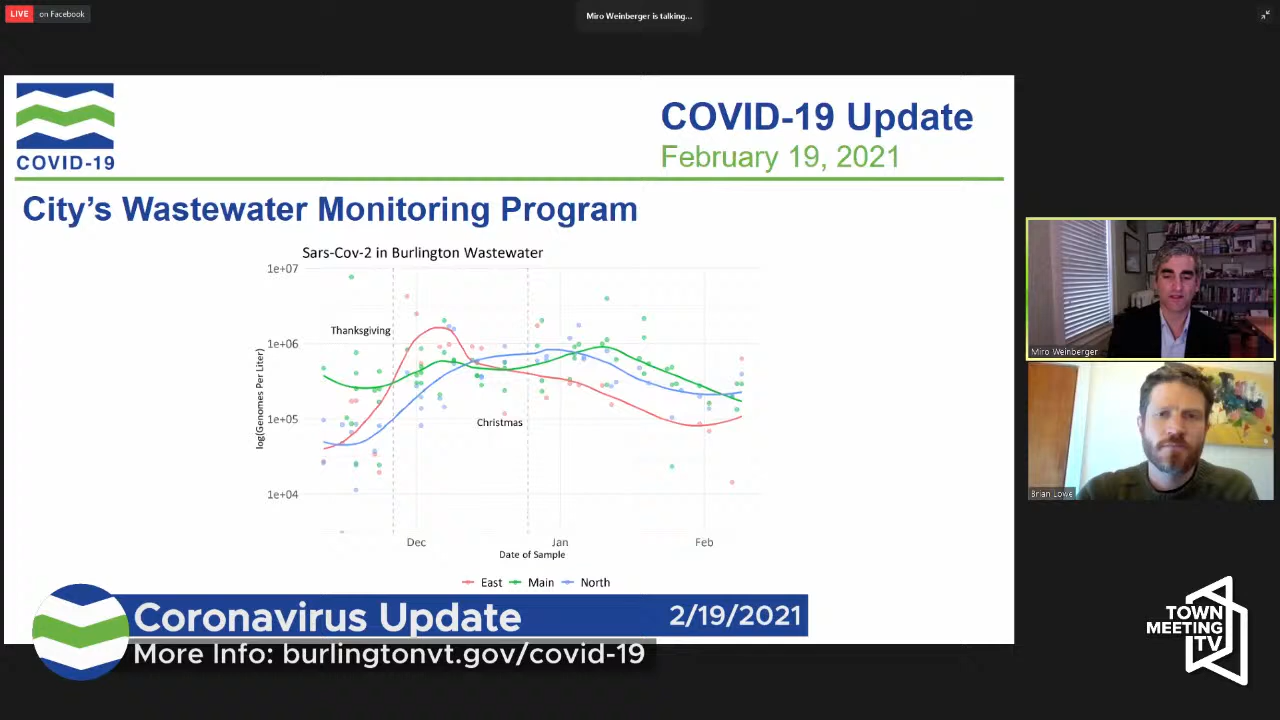 LIVE on Facebook
Miro Weinberger is talking...
COVID-19
COVID-19 Update
February 19, 2021
City's Wastewater Monitoring Program
Sars-Cov-2 in Burlington Wastewater
1e+07
Thanksgiving
1e+06
log(Genomes Per Liter)
1e+05
Christmas
1e+04
Dec Jan Feb
Date of Sample
East Main North
Miro Weinberger
Brian Lowe
Coronavirus Update 2/19/2021
More Info: burlingtonvt.gov/covid-19
TOWN
MEETING
TV